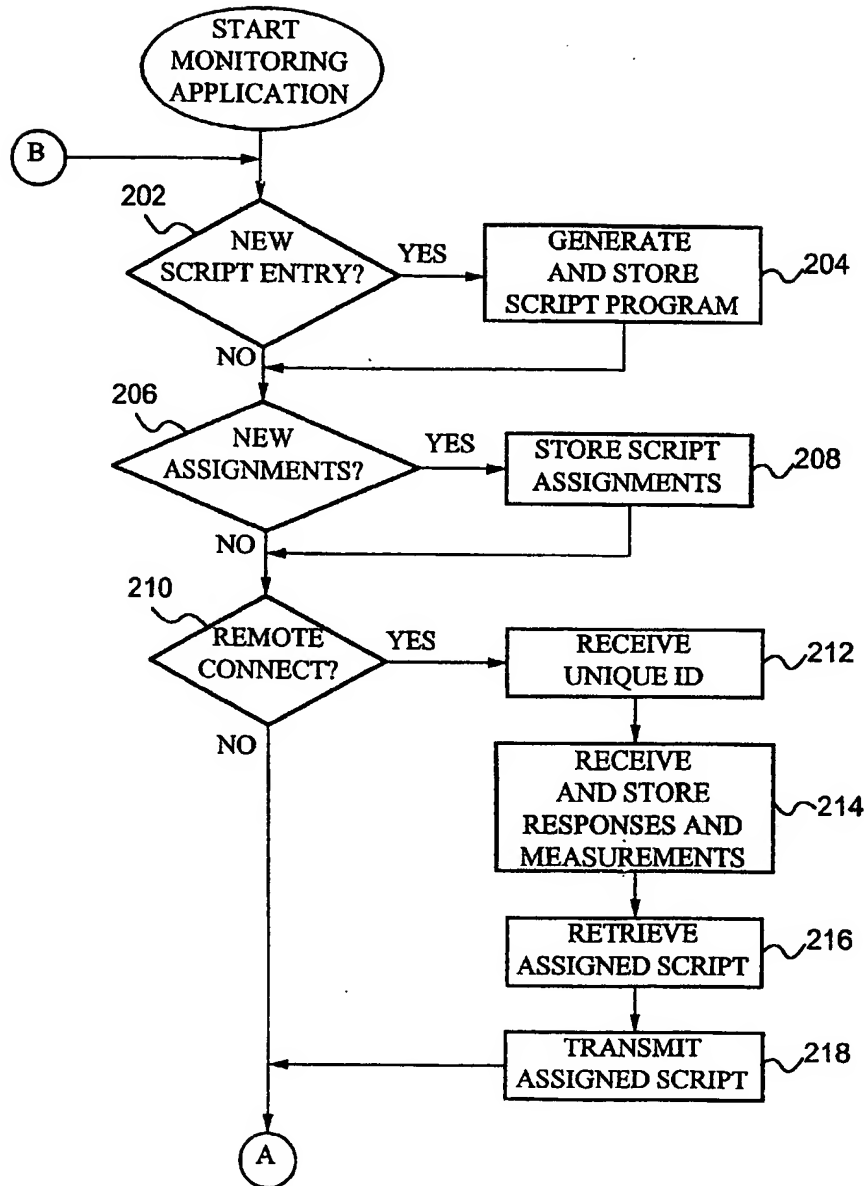 START
MONITORING
APPLICATION
B
202
NEW
SCRIPT ENTRY?
YES
GENERATE
AND STORE
SCRIPT PROGRAM
204
NO
206
NEW
ASSIGNMENTS?
YES
STORE SCRIPT
ASSIGNMENTS
208
NO
210
REMOTE
CONNECT?
YES
RECEIVE
UNIQUE ID
212
NO
RECEIVE
AND STORE
RESPONSES AND
MEASUREMENTS
214
RETRIEVE
ASSIGNED SCRIPT
216
TRANSMIT
ASSIGNED SCRIPT
218
A